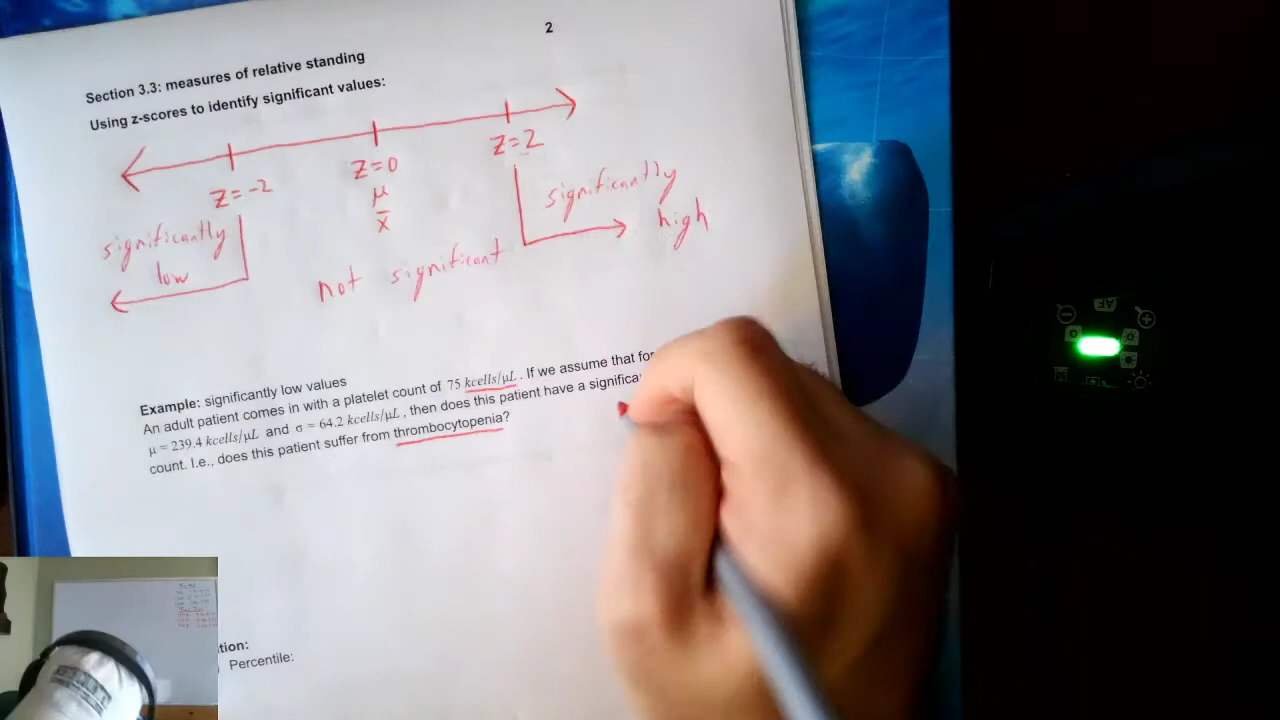 2
Section 3.3: measures of relative standing
Using z-scores to identify significant values:
z=-2
z=0
z=2
μ
x̄
significantly
low
not significant
significantly
high
Example: significantly low values
An adult patient comes in with a platelet count of 75 kcells/μL. If we assume that for
μ = 239.4 kcells/μL and σ = 64.2 kcells/μL, then does this patient have a significa
count. I.e., does this patient suffer from thrombocytopenia?
tion:
Percentile: